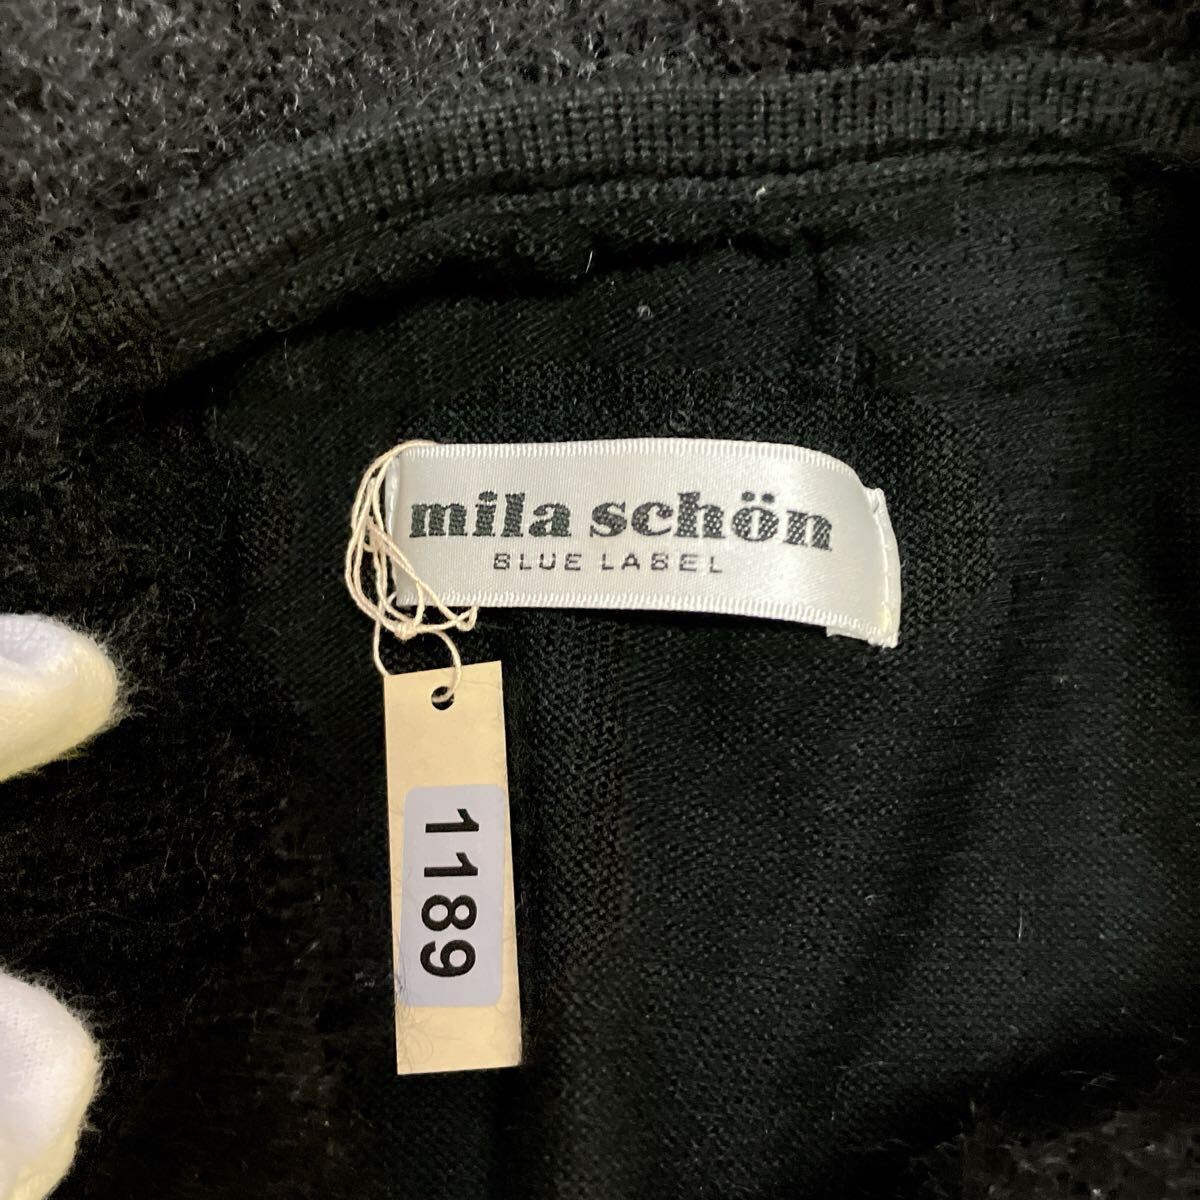 mila schön
BLUE LABEL
1189